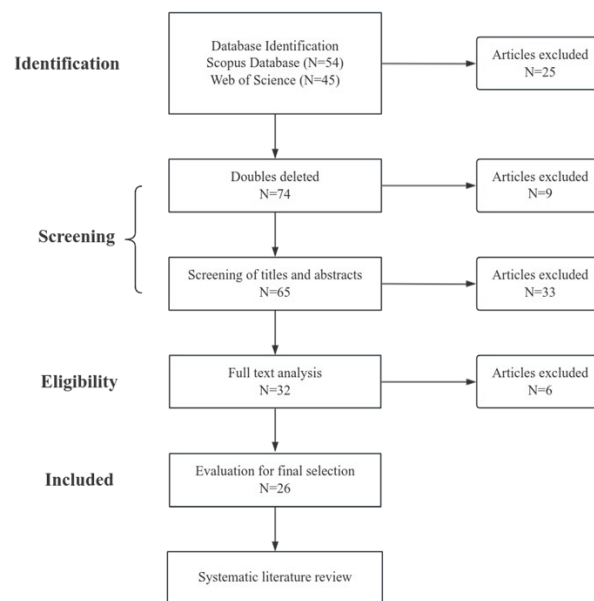 Identification
Database Identification
Scopus Database (N=54)
Web of Science (N=45)
Articles excluded
N=25
Screening
Doubles deleted
N=74
Articles excluded
N=9
Screening of titles and abstracts
N=65
Articles excluded
N=33
Eligibility
Full text analysis
N=32
Articles excluded
N=6
Included
Evaluation for final selection
N=26
Systematic literature review